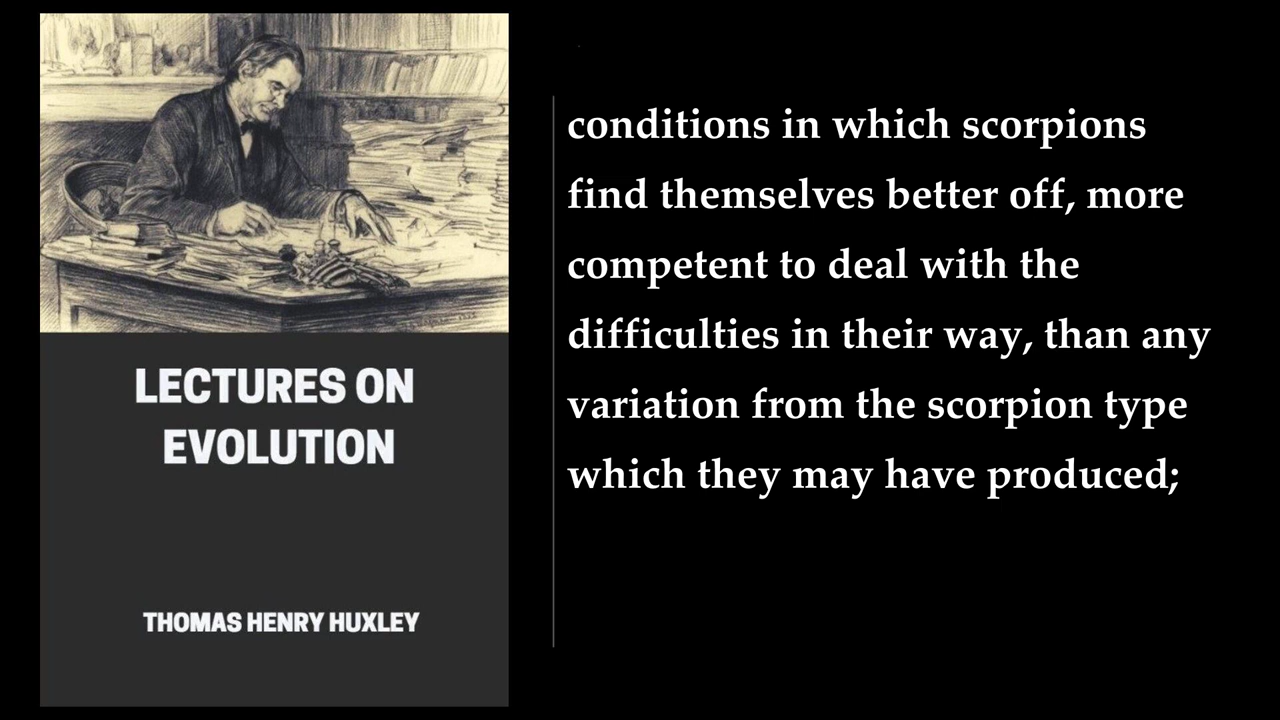 LECTURES ON
EVOLUTION
THOMAS HENRY HUXLEY
conditions in which scorpions
find themselves better off, more
competent to deal with the
difficulties in their way, than any
variation from the scorpion type
which they may have produced;